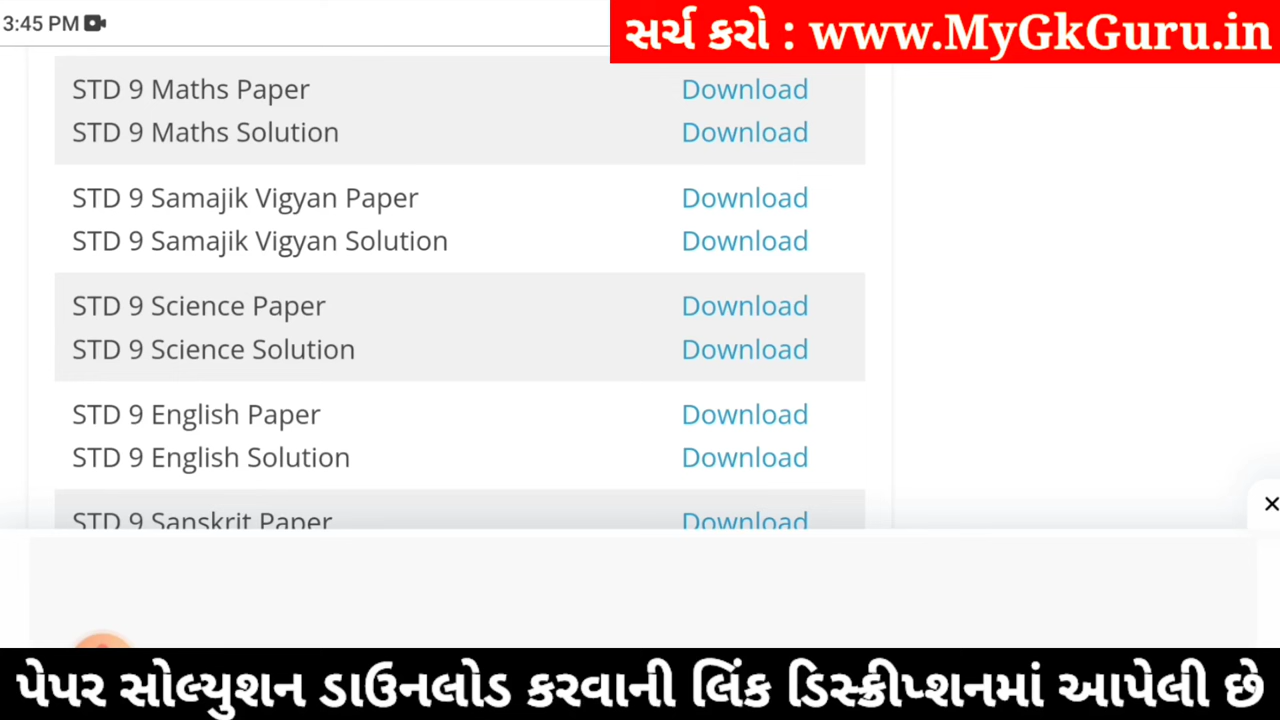 3:45 PM
સર્ચ કરો : www.MyGkGuru.in
STD 9 Maths Paper Download
STD 9 Maths Solution Download
STD 9 Samajik Vigyan Paper Download
STD 9 Samajik Vigyan Solution Download
STD 9 Science Paper Download
STD 9 Science Solution Download
STD 9 English Paper Download
STD 9 English Solution Download
STD 9 Sanskrit Paper Download
પેપર સોલ્યુશન ડાઉનલોડ કરવાની લિંક ડિસ્ક્રીપ્શનમાં આપેલી છે